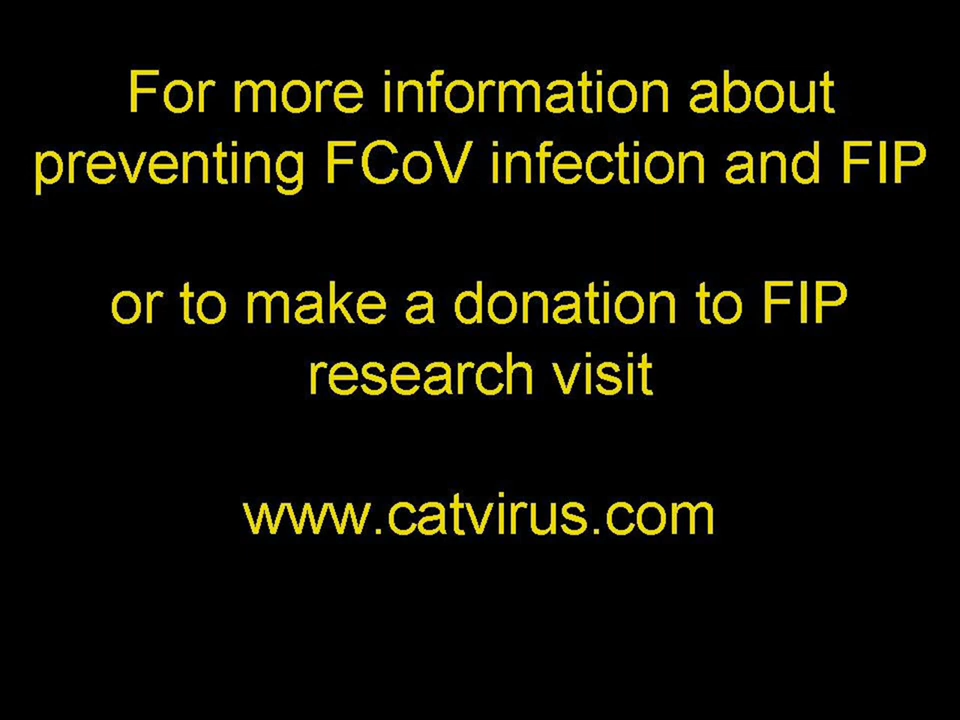 For more information about
preventing FCoV infection and FIP
or to make a donation to FIP
research visit
www.catvirus.com